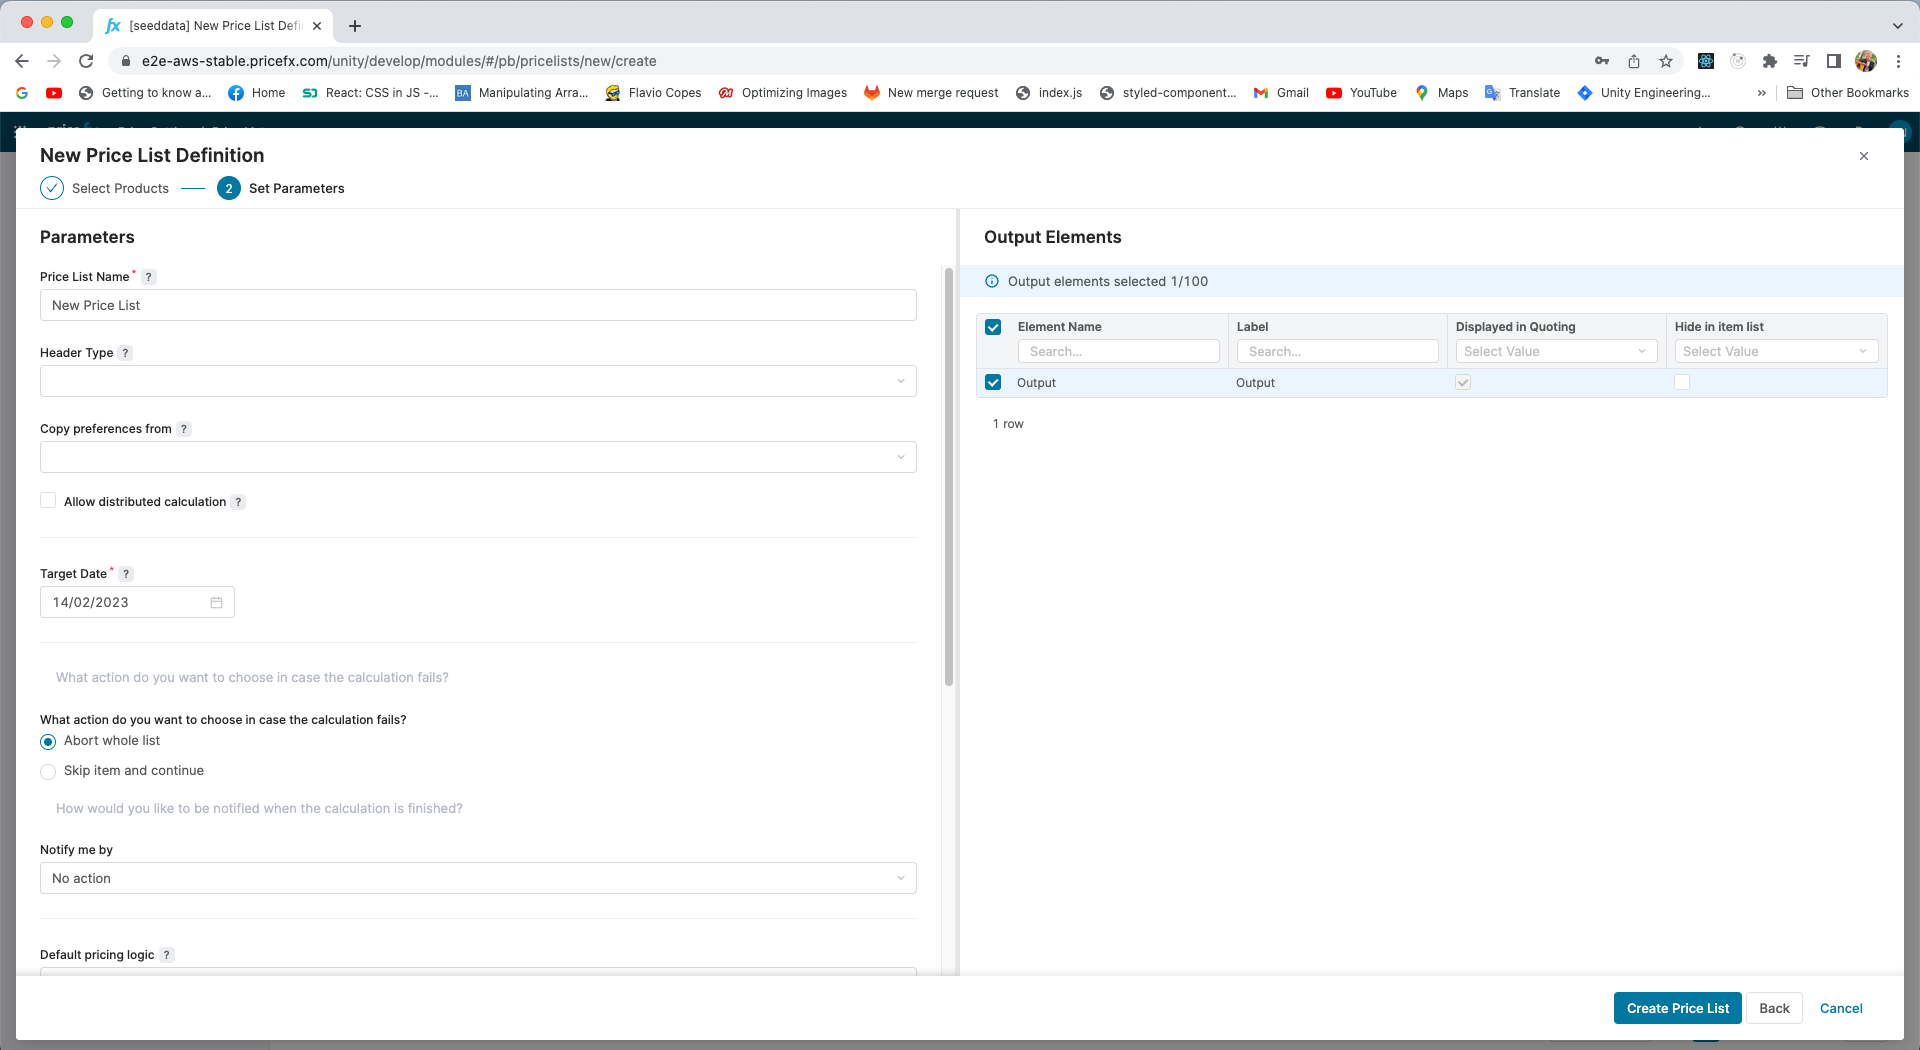 [seeddata] New Price List Defi
e2e-aws-stable.pricefx.com/unity/develop/modules/#/pb/pricelists/new/create
Getting to know a...
Home
React: CSS in JS -...
BA Manipulating Arra...
Flavio Copes
Optimizing Images
New merge request
index.js
styled-component...
Gmail
YouTube
Maps
Translate
Unity Engineering...
»
Other Bookmarks
New Price List Definition
Select Products
2 Set Parameters
Parameters
Price List Name * ?
New Price List
Header Type ?
Copy preferences from ?
Allow distributed calculation ?
Target Date * ?
14/02/2023
What action do you want to choose in case the calculation fails?
What action do you want to choose in case the calculation fails?
Abort whole list
Skip item and continue
How would you like to be notified when the calculation is finished?
Notify me by
No action
Default pricing logic ?
Output Elements
Output elements selected 1/100
Element Name Label Displayed in Quoting Hide in item list
Search... Search... Select Value Select Value
Output Output
1 row
Create Price List Back Cancel